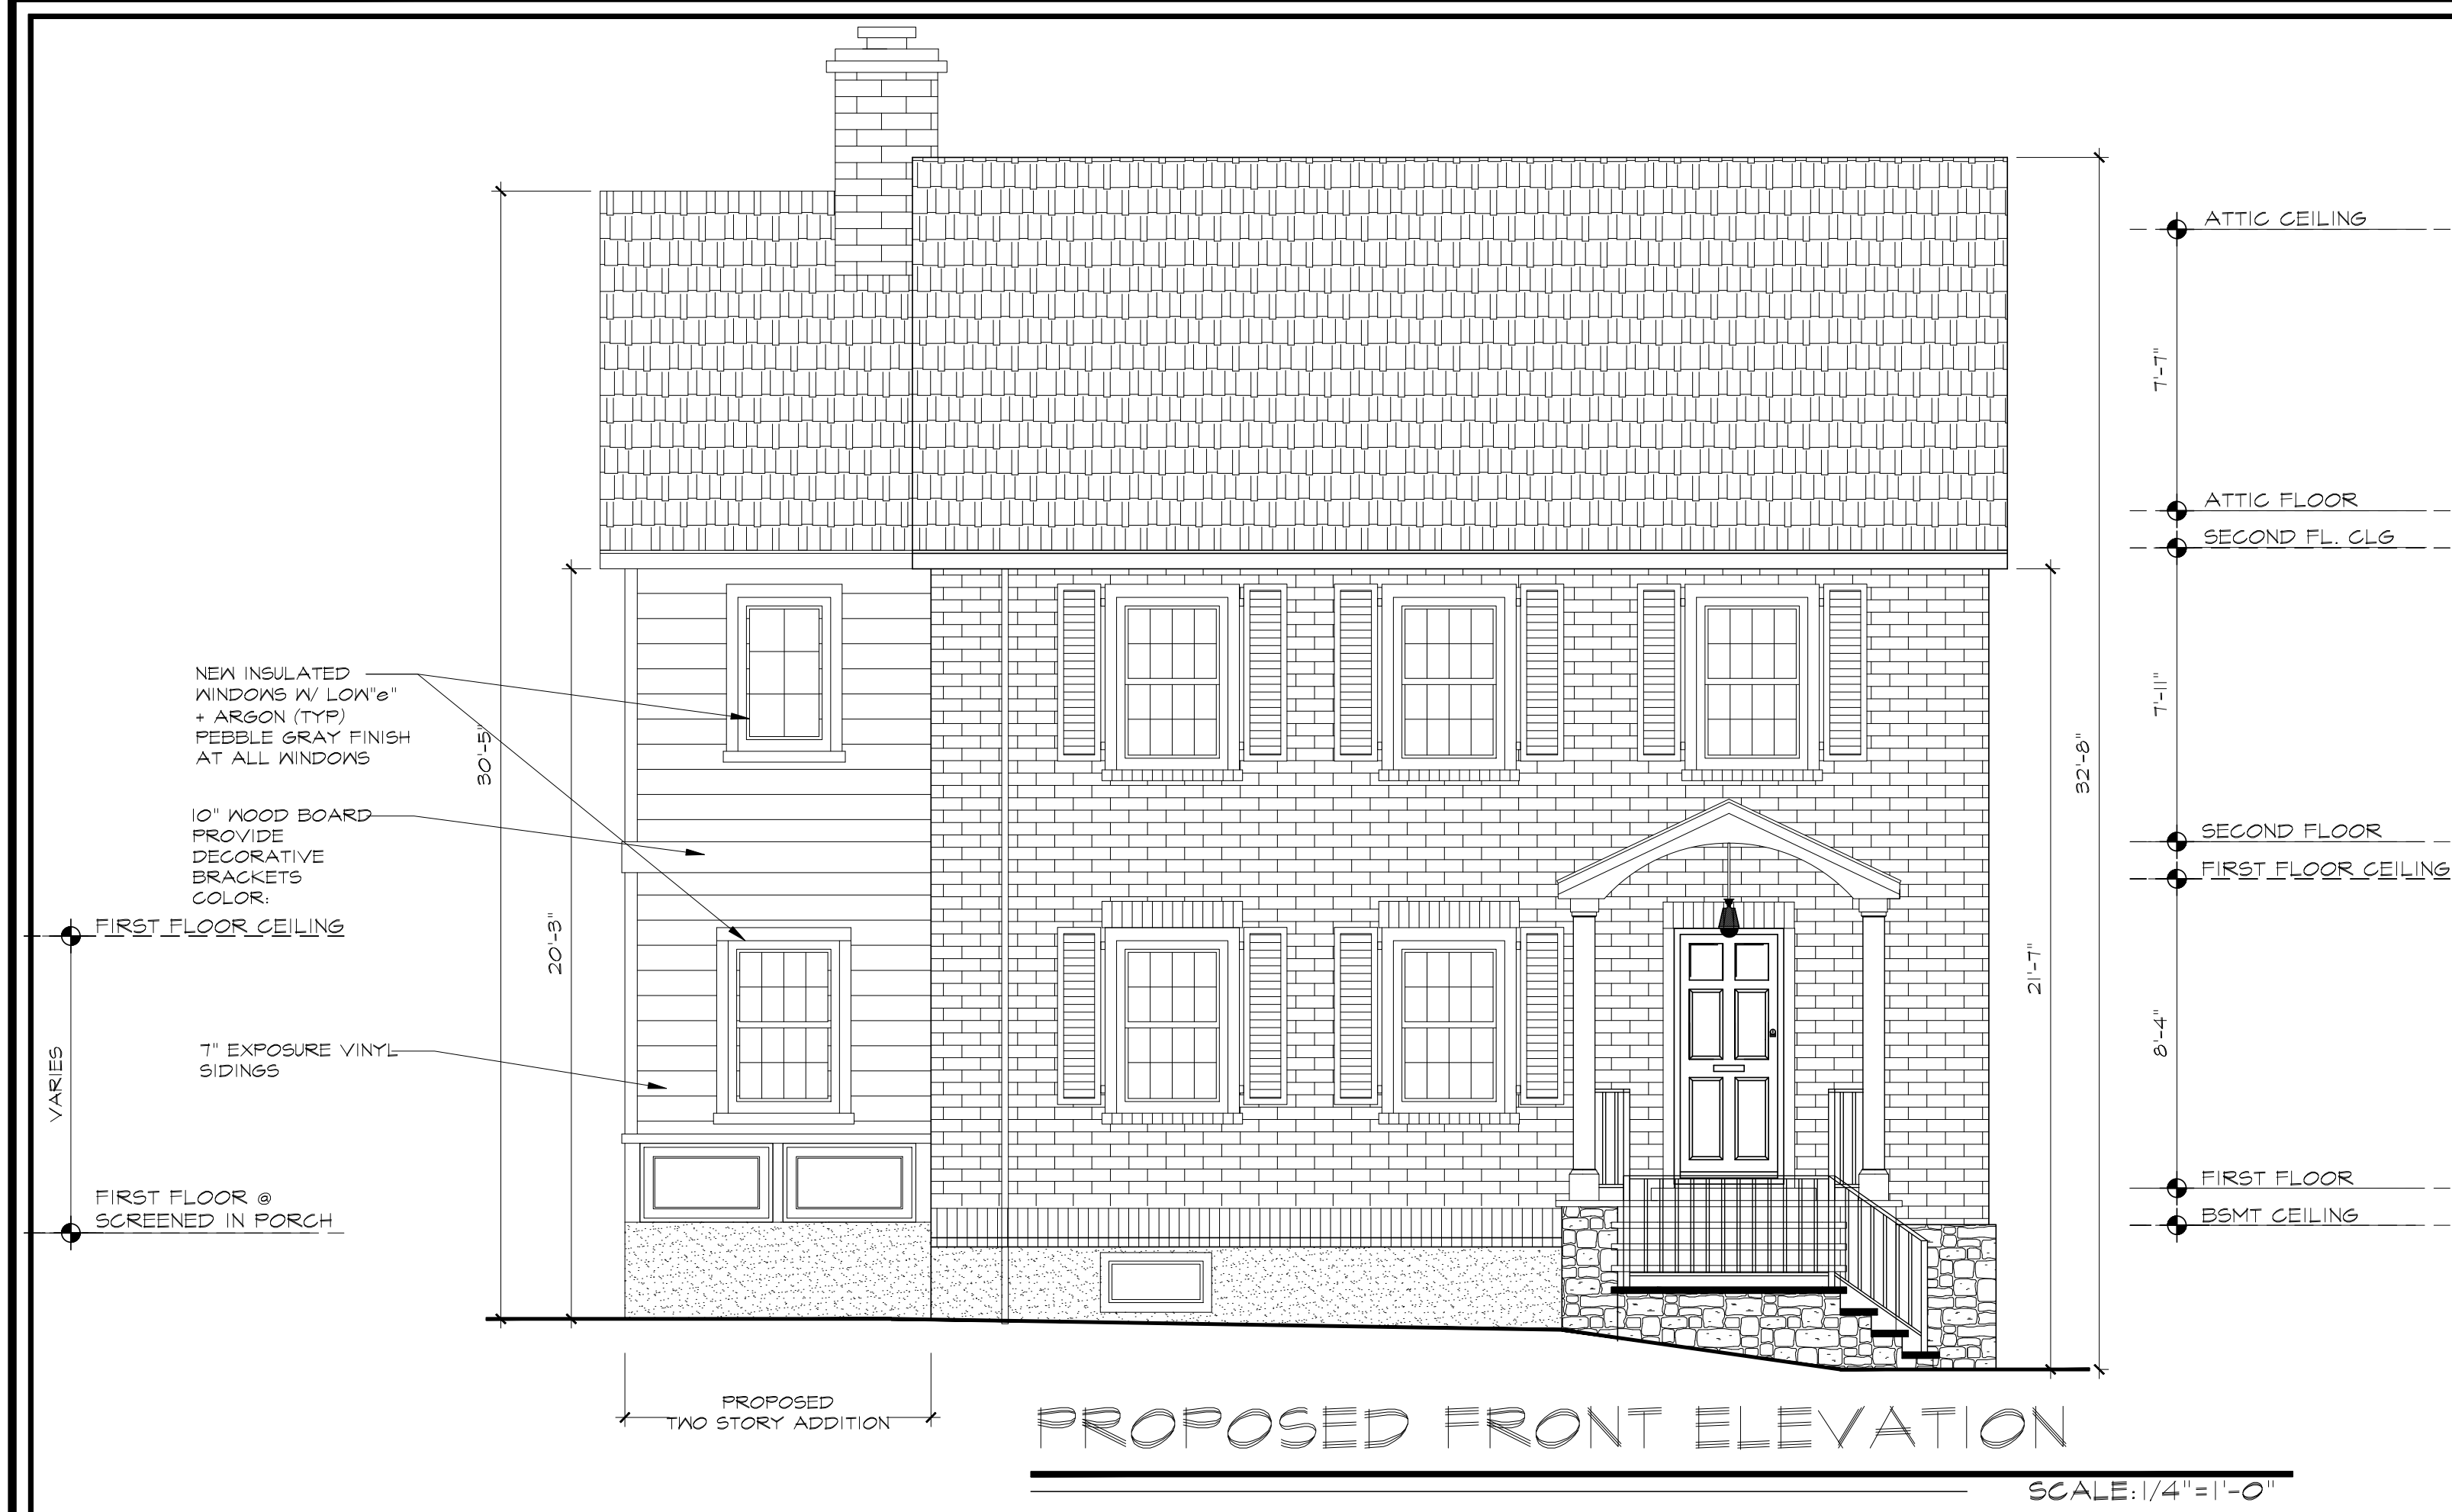 ATTIC CEILING
7'-7"
ATTIC FLOOR
SECOND FL. CLG
7'-11"
SECOND FLOOR
FIRST FLOOR CEILING
8'-4"
FIRST FLOOR
BSMT CEILING
32'-8"
21'-7"
30'-5"
20'-3"
NEW INSULATED
WINDOWS W/ LOW"e"
+ ARGON (TYP)
PEBBLE GRAY FINISH
AT ALL WINDOWS
10" WOOD BOARD
PROVIDE
DECORATIVE
BRACKETS
COLOR:
FIRST FLOOR CEILING
VARIES
7" EXPOSURE VINYL
SIDINGS
FIRST FLOOR @
SCREENED IN PORCH
PROPOSED
TWO STORY ADDITION
PROPOSED FRONT ELEVATION
SCALE:1/4"=1'-0"